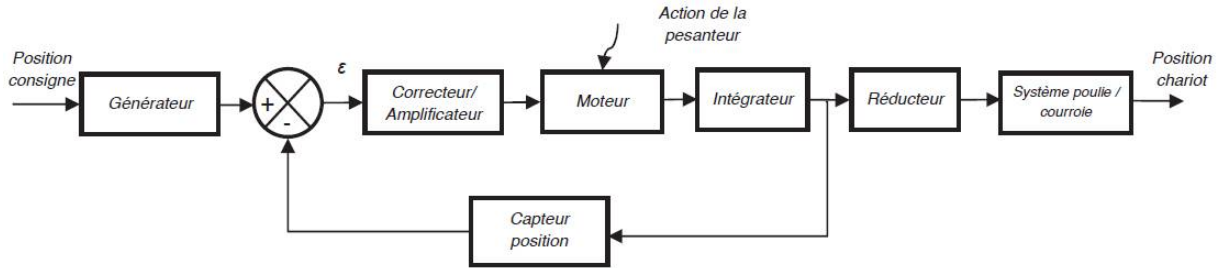 Action de la
pesanteur
Position
consigne
Générateur
+
-
ε
Correcteur/
Amplificateur
Moteur
Intégrateur
Réducteur
Système poulie /
courroie
Position
chariot
Capteur
position